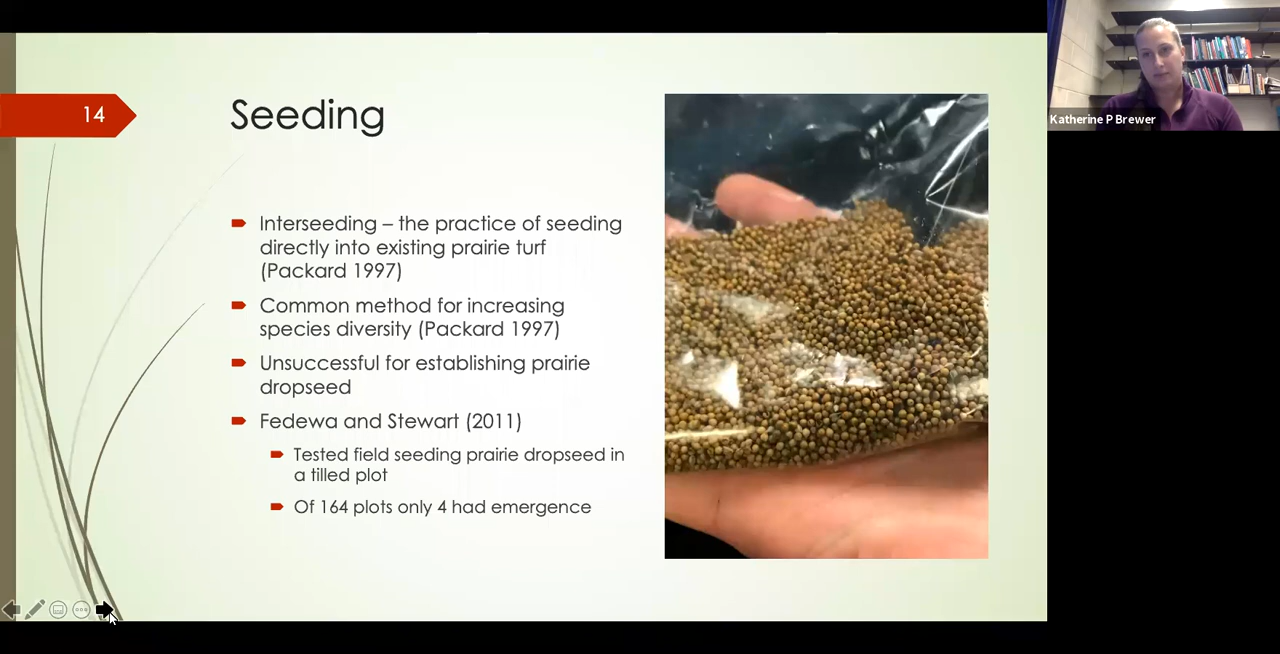 14
Seeding
Interseeding – the practice of seeding
directly into existing prairie turf
(Packard 1997)
Common method for increasing
species diversity (Packard 1997)
Unsuccessful for establishing prairie
dropseed
Fedewa and Stewart (2011)
Tested field seeding prairie dropseed in
a tilled plot
Of 164 plots only 4 had emergence
Katherine P Brewer